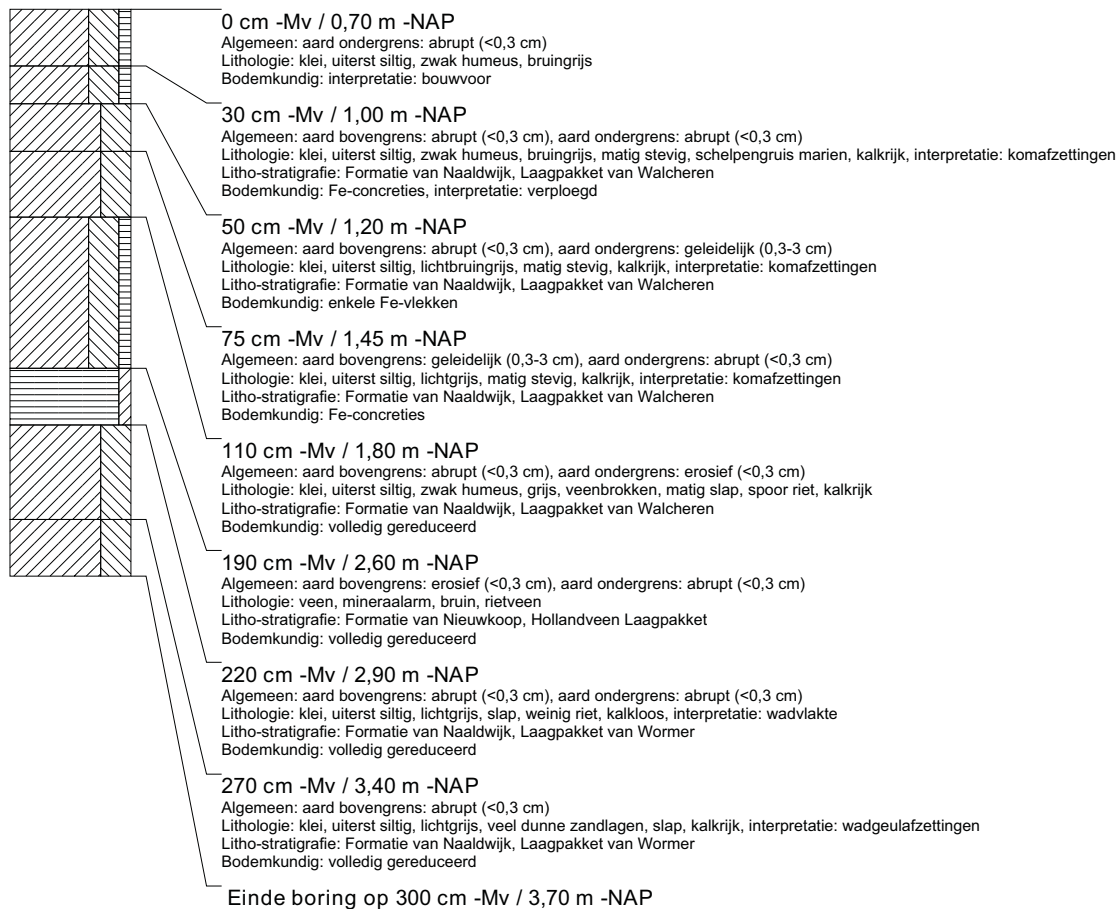 0 cm -Mv / 0,70 m -NAP
Algemeen: aard ondergrens: abrupt (<0,3 cm)
Lithologie: klei, uiterst siltig, zwak humeus, bruingrijs
Bodemkundig: interpretatie: bouwvoor
30 cm -Mv / 1,00 m -NAP
Algemeen: aard bovengrens: abrupt (<0,3 cm), aard ondergrens: abrupt (<0,3 cm)
Lithologie: klei, uiterst siltig, zwak humeus, bruingrijs, matig stevig, schelpengruis marien, kalkrijk, interpretatie: komafzettingen
Litho-stratigrafie: Formatie van Naaldwijk, Laagpakket van Walcheren
Bodemkundig: Fe-concreties, interpretatie: verploegd
50 cm -Mv / 1,20 m -NAP
Algemeen: aard bovengrens: abrupt (<0,3 cm), aard ondergrens: geleidelijk (0,3-3 cm)
Lithologie: klei, uiterst siltig, lichtbruingrijs, matig stevig, kalkrijk, interpretatie: komafzettingen
Litho-stratigrafie: Formatie van Naaldwijk, Laagpakket van Walcheren
Bodemkundig: enkele Fe-vlekken
75 cm -Mv / 1,45 m -NAP
Algemeen: aard bovengrens: geleidelijk (0,3-3 cm), aard ondergrens: abrupt (<0,3 cm)
Lithologie: klei, uiterst siltig, lichtgrijs, matig stevig, kalkrijk, interpretatie: komafzettingen
Litho-stratigrafie: Formatie van Naaldwijk, Laagpakket van Walcheren
Bodemkundig: Fe-concreties
110 cm -Mv / 1,80 m -NAP
Algemeen: aard bovengrens: abrupt (<0,3 cm), aard ondergrens: erosief (<0,3 cm)
Lithologie: klei, uiterst siltig, zwak humeus, grijs, veenbrokken, matig slap, spoor riet, kalkrijk
Litho-stratigrafie: Formatie van Naaldwijk, Laagpakket van Walcheren
Bodemkundig: volledig gereduceerd
190 cm -Mv / 2,60 m -NAP
Algemeen: aard bovengrens: erosief (<0,3 cm), aard ondergrens: abrupt (<0,3 cm)
Lithologie: veen, mineraalarm, bruin, rietveen
Litho-stratigrafie: Formatie van Nieuwkoop, Hollandveen Laagpakket
Bodemkundig: volledig gereduceerd
220 cm -Mv / 2,90 m -NAP
Algemeen: aard bovengrens: abrupt (<0,3 cm), aard ondergrens: abrupt (<0,3 cm)
Lithologie: klei, uiterst siltig, lichtgrijs, slap, weinig riet, kalkloos, interpretatie: wadvlakte
Litho-stratigrafie: Formatie van Naaldwijk, Laagpakket van Wormer
Bodemkundig: volledig gereduceerd
270 cm -Mv / 3,40 m -NAP
Algemeen: aard bovengrens: abrupt (<0,3 cm)
Lithologie: klei, uiterst siltig, lichtgrijs, veel dunne zandlagen, slap, kalkrijk, interpretatie: wadgeulafzettingen
Litho-stratigrafie: Formatie van Naaldwijk, Laagpakket van Wormer
Bodemkundig: volledig gereduceerd
Einde boring op 300 cm -Mv / 3,70 m -NAP